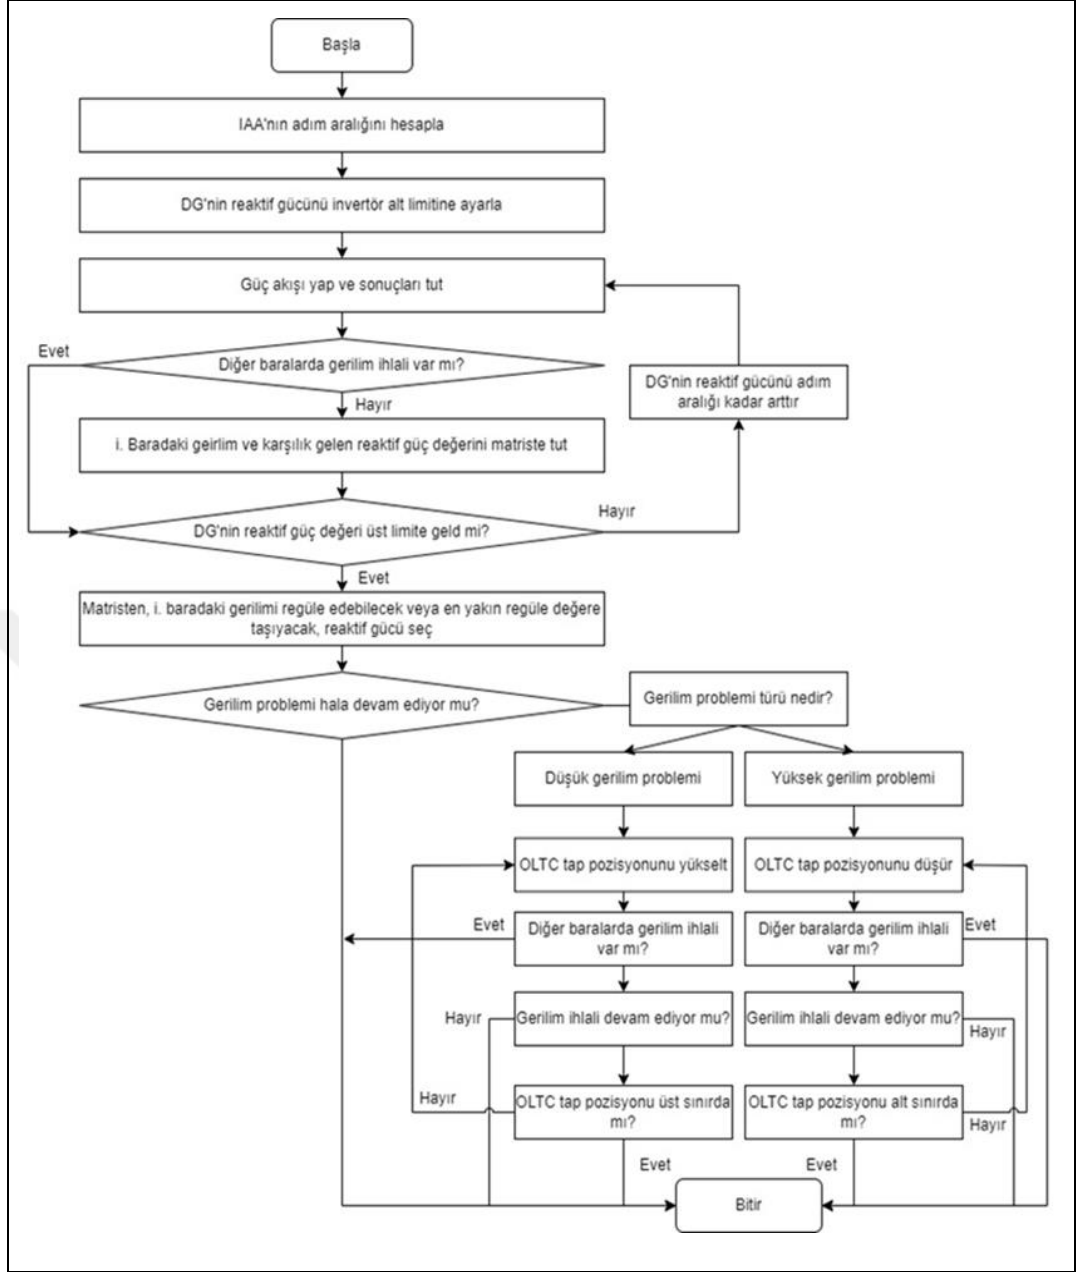 Başla
IAA'nın adım aralığını hesapla
DG'nin reaktif gücünü invertör alt limitine ayarla
Güç akışı yap ve sonuçları tut
Evet
Diğer baralarda gerilim ihlali var mı?
DG'nin reaktif gücünü adım
aralığı kadar arttır
Hayır
i. Baradaki geirlim ve karşılık gelen reaktif güç değerini matriste tut
Hayır
DG'nin reaktif güç değeri üst limite geld mi?
Evet
Matristen, i. baradaki gerilimi regüle edebilecek veya en yakın regüle değere
taşıyacak, reaktif gücü seç
Gerilim problemi hala devam ediyor mu?
Gerilim problemi türü nedir?
Düşük gerilim problemi
Yüksek gerilim problemi
OLTC tap pozisyonunu yükselt
OLTC tap pozisyonunu düşür
Evet
Diğer baralarda gerilim ihlali
var mı?
Diğer baralarda gerilim ihlali
var mı?
Evet
Hayır
Gerilim ihlali devam ediyor mu?
Gerilim ihlali devam ediyor mu?
Hayır
Hayır
OLTC tap pozisyonu üst sınırda
mı?
OLTC tap pozisyonu alt sınırda
mı?
Hayır
Evet
Evet
Bitir